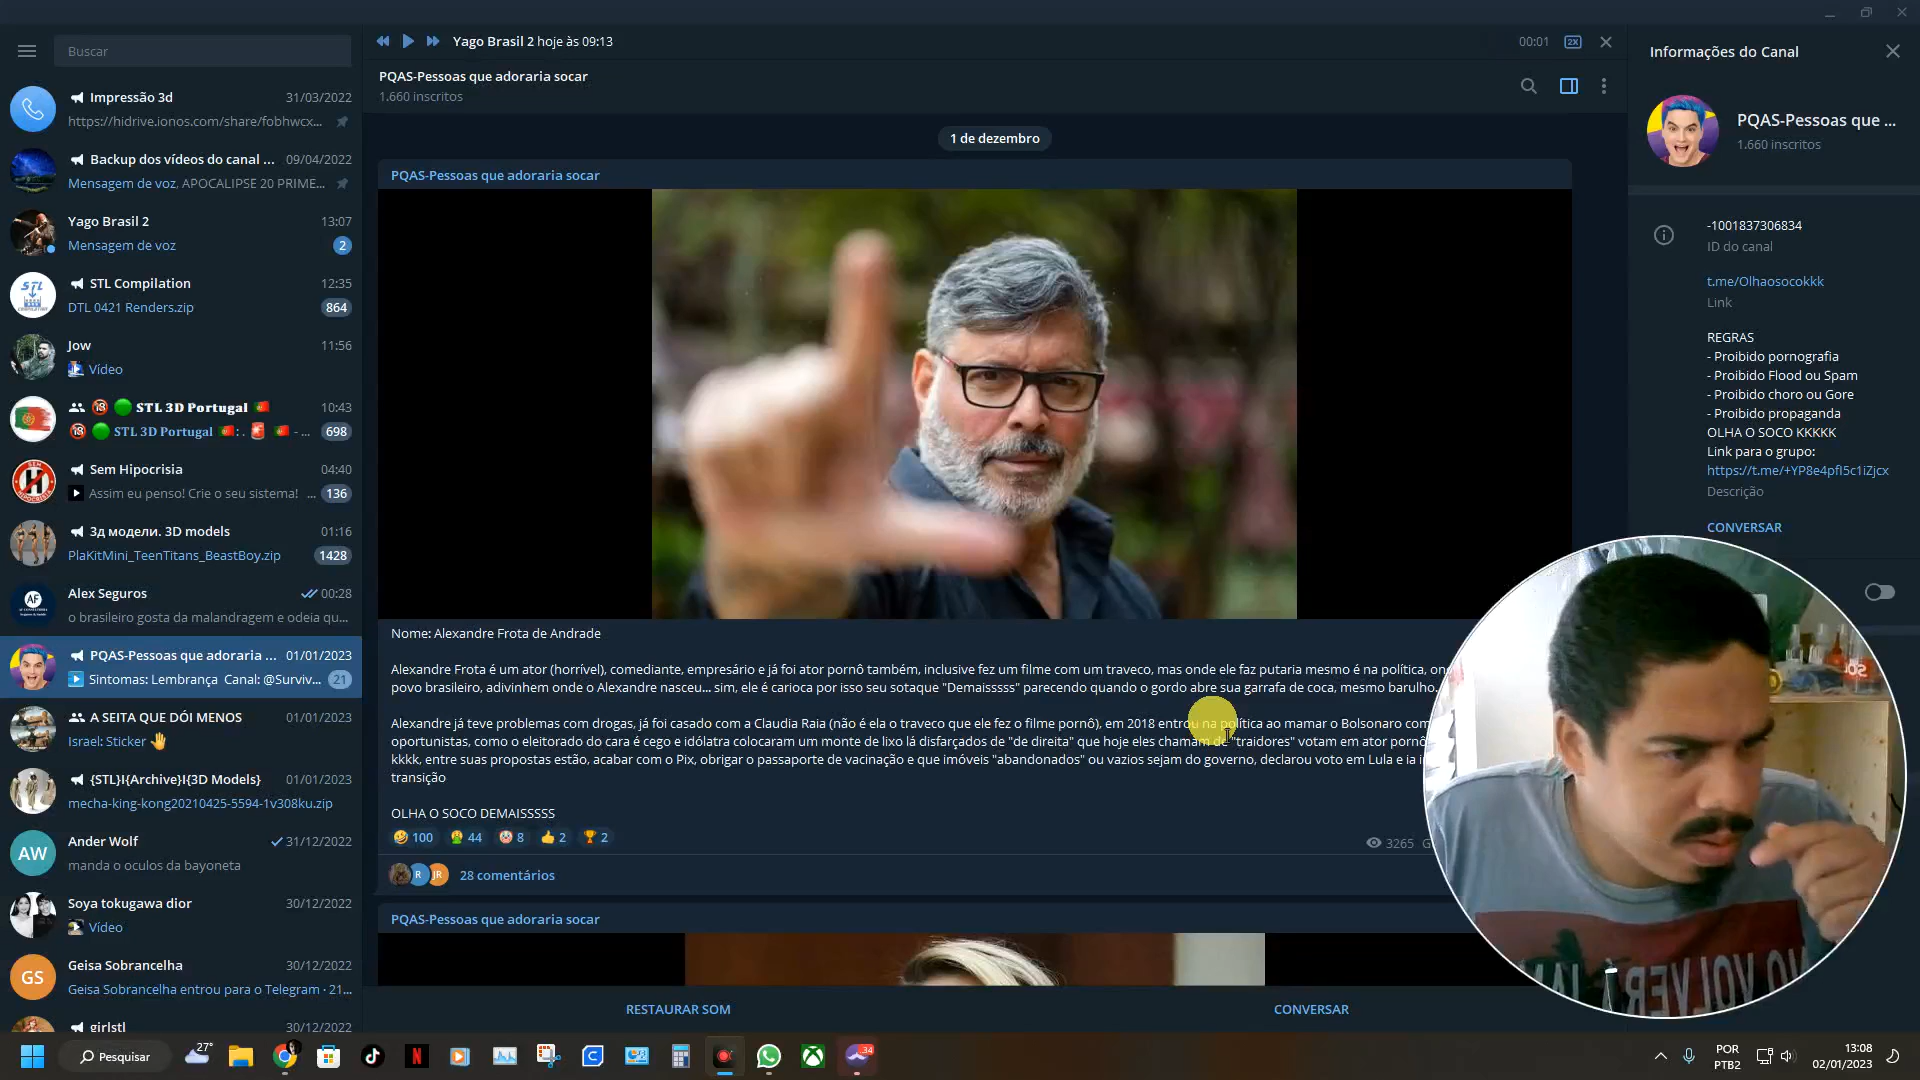 Buscar
Impressão 3d
31/03/2022
https://hidrive.ionos.com/share/fobhwcx...
Backup dos vídeos do canal ...
09/04/2022
Mensagem de voz, APOCALIPSE 20 PRIME...
Yago Brasil 2
13:07
Mensagem de voz
2
STL Compilation
12:35
DTL 0421 Renders.zip
864
Jow
11:56
Vídeo
🔞 🟢 𝐒𝐓𝐋 𝟑𝐃 𝐏𝐨𝐫𝐭𝐮𝐠𝐚𝐥 🇵🇹
10:43
🔞 🟢 𝐒𝐓𝐋 𝟑𝐃 𝐏𝐨𝐫𝐭𝐮𝐠𝐚𝐥 🇵🇹: . 🚨 🇵🇹 - ...
698
Sem Hipocrisia
04:40
Assim eu penso! Crie o seu sistema! ...
136
3д модели. 3D models
01:16
PlaKitMini_TeenTitans_BeastBoy.zip
1428
Alex Seguros
00:28
o brasileiro gosta da malandragem e odeia qu...
PQAS-Pessoas que adoraria ...
01/01/2023
Sintomas: Lembrança Canal: @Surviv...
21
A SEITA QUE DÓI MENOS
01/01/2023
Israel: Sticker 🖐
{STL}I{Archive}I{3D Models}
01/01/2023
mecha-king-kong20210425-5594-1v308ku.zip
AW
Ander Wolf
31/12/2022
manda o oculos da bayoneta
Soya tokugawa dior
30/12/2022
Vídeo
GS
Geisa Sobrancelha
30/12/2022
Geisa Sobrancelha entrou para o Telegram · 21...
girlstl
30/12/2022
Yago Brasil 2 hoje às 09:13
00:01
2X
PQAS-Pessoas que adoraria socar
1.660 inscritos
1 de dezembro
PQAS-Pessoas que adoraria socar
Nome: Alexandre Frota de Andrade
Alexandre Frota é um ator (horrível), comediante, empresário e já foi ator pornô também, inclusive fez um filme com um traveco, mas onde ele faz putaria mesmo é na política,
povo brasileiro, adivinhem onde o Alexandre nasceu... sim, ele é carioca por isso seu sotaque "Demaisssss" parecendo quando o gordo abre sua garrafa de coca, mesmo barulho.
Alexandre já teve problemas com drogas, já foi casado com a Claudia Raia (não é ela o traveco que ele fez o filme pornô), em 2018 entrou na política ao mamar o Bolsonaro com
oportunistas, como o eleitorado do cara é cego e idólatra colocaram um monte de lixo lá disfarçados de "de direita" que hoje eles chamam de "traidores" votam em ator pornô
kkkk, entre suas propostas estão, acabar com o Pix, obrigar o passaporte de vacinação e que imóveis "abandonados" ou vazios sejam do governo, declarou voto em Lula e ia
transição
OLHA O SOCO DEMAISSSSS
🤣 100 🤮 44 🤡 8 👍 2 🏆 2
3265
R JR 28 comentários
PQAS-Pessoas que adoraria socar
RESTAURAR SOM
CONVERSAR
Informações do Canal
PQAS-Pessoas que ...
1.660 inscritos
-1001837306834
ID do canal
t.me/Olhaosocokkk
Link
REGRAS
- Proibido pornografia
- Proibido Flood ou Spam
- Proibido choro ou Gore
- Proibido propaganda
OLHA O SOCO KKKKK
Link para o grupo:
https://t.me/+YP8e4pfI5c1iZjcx
Descrição
CONVERSAR
NO VOLVERÁ
27°
Pesquisar
34
POR
PTB2
13:08
02/01/2023